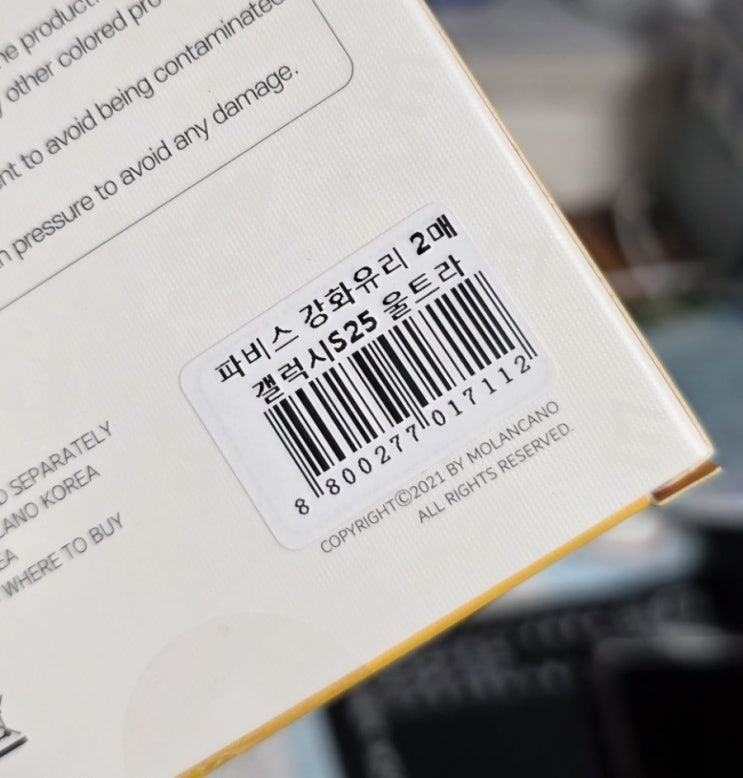 he product.
other colored pro
to avoid being contaminated
pressure to avoid any damage.
파비스 강화유리 2매
갤럭시S25 울트라
8 800277 017112
COPYRIGHT©2021 BY MOLANCANO
ALL RIGHTS RESERVED.
SEPARATELY
ANO KOREA
EA
WHERE TO BUY